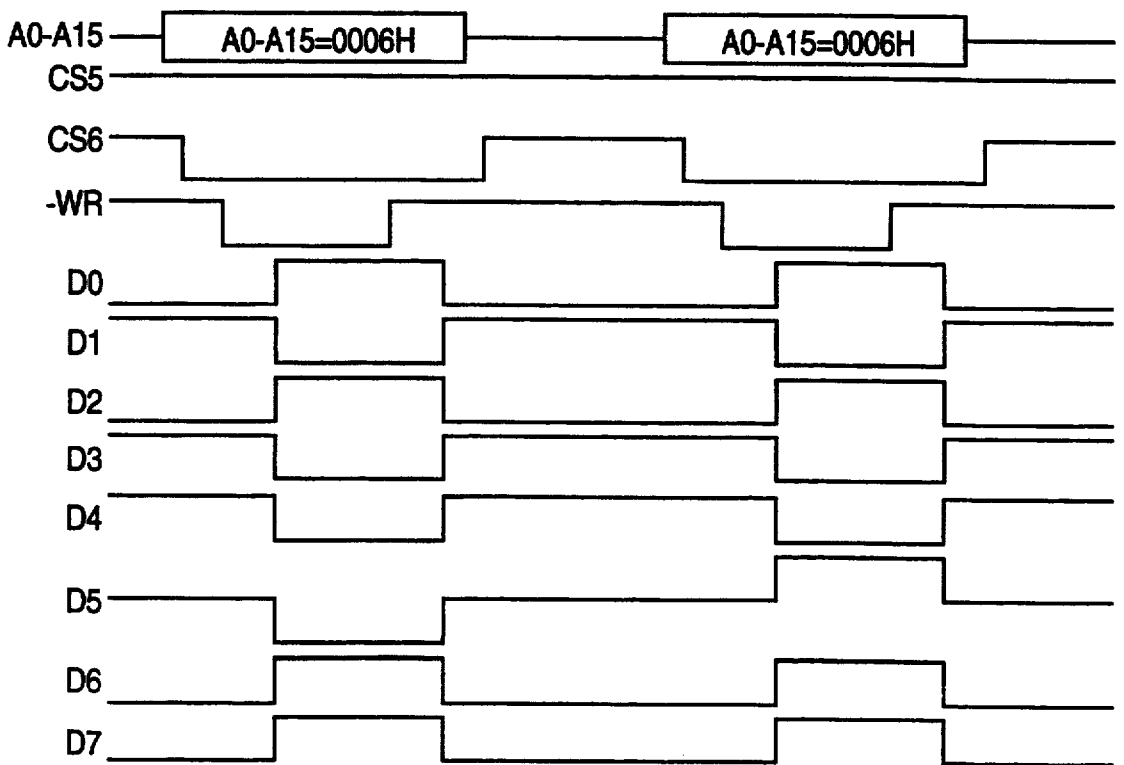 A0-A15 A0-A15=0006H A0-A15=0006H
CS5
CS6
-WR
D0
D1
D2
D3
D4
D5
D6
D7